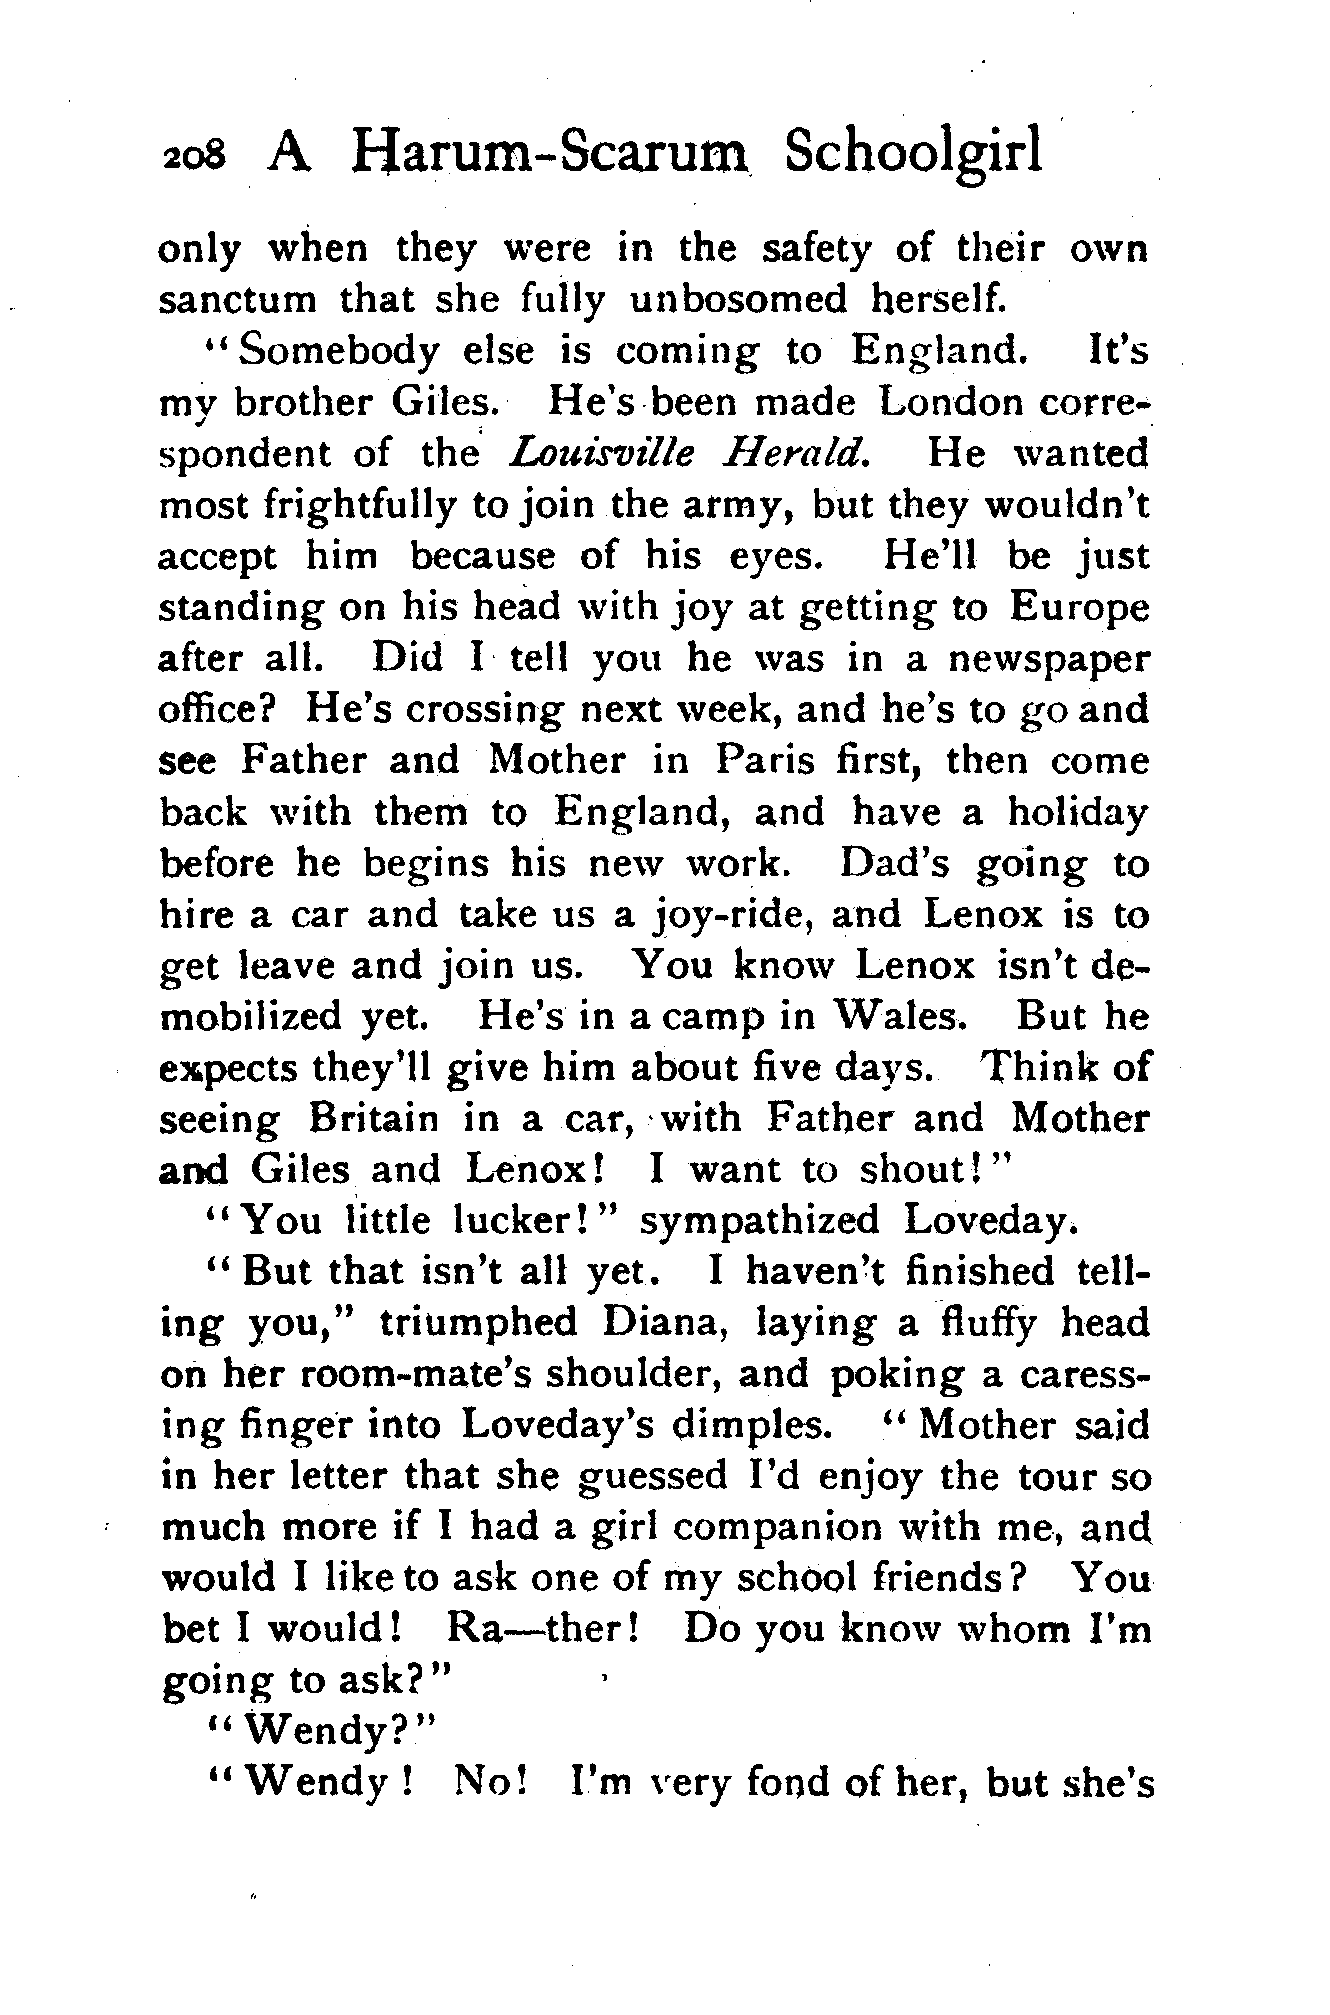 208 A Harum-Scarum Schoolgirl
only when they were in the safety of their own
sanctum that she fully unbosomed herself.
"Somebody else is coming to England. It's
my brother Giles. He's been made London corre-
spondent of the Louisville Herald. He wanted
most frightfully to join the army, but they wouldn't
accept him because of his eyes. He'll be just
standing on his head with joy at getting to Europe
after all. Did I tell you he was in a newspaper
office? He's crossing next week, and he's to go and
see Father and Mother in Paris first, then come
back with them to England, and have a holiday
before he begins his new work. Dad's going to
hire a car and take us a joy-ride, and Lenox is to
get leave and join us. You know Lenox isn't de-
mobilized yet. He's in a camp in Wales. But he
expects they'll give him about five days. Think of
seeing Britain in a car, with Father and Mother
and Giles and Lenox! I want to shout!"
"You little lucker!" sympathized Loveday.
"But that isn't all yet. I haven't finished tell-
ing you," triumphed Diana, laying a fluffy head
on her room-mate's shoulder, and poking a caress-
ing finger into Loveday's dimples. "Mother said
in her letter that she guessed I'd enjoy the tour so
much more if I had a girl companion with me, and
would I like to ask one of my school friends? You
bet I would! Ra—ther! Do you know whom I'm
going to ask?"
"Wendy?"
"Wendy! No! I'm very fond of her, but she's